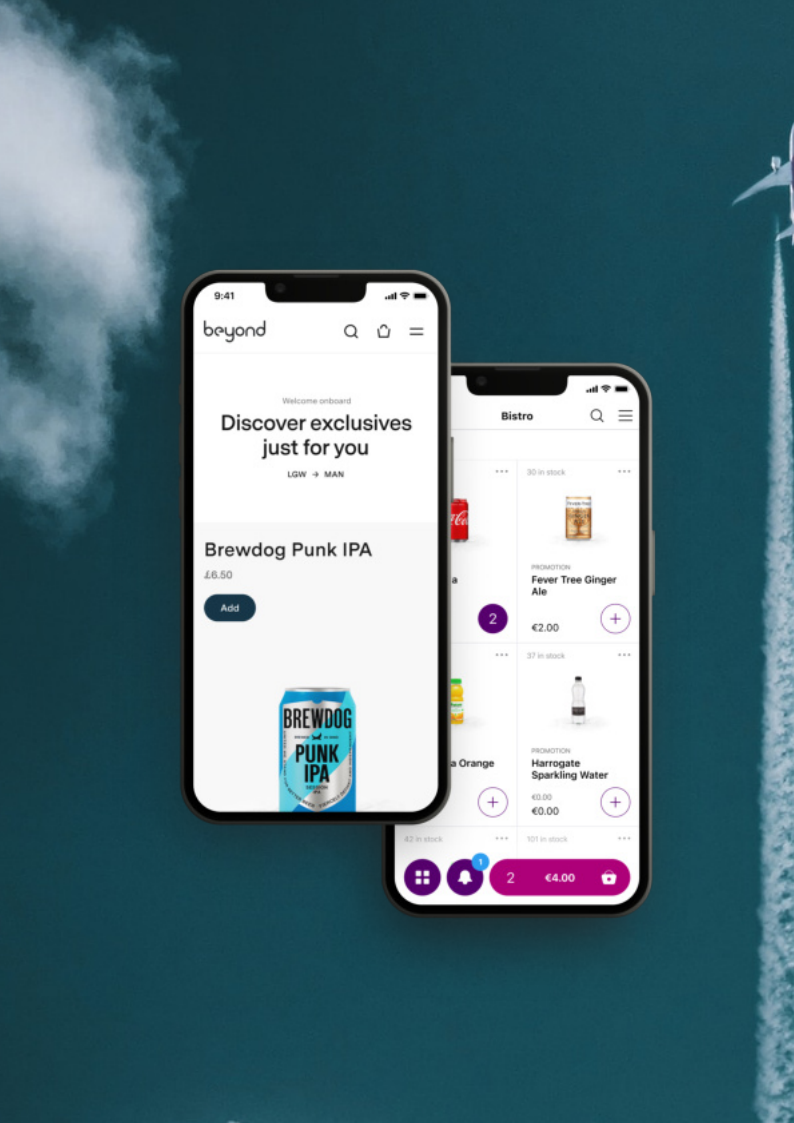 9:41
beyond
Welcome onboard
Discover exclusives
just for you
LGW → MAN
Brewdog Punk IPA
£6.50
Add
BREWDOG
PUNK
IPA
Bistro
30 in stock
PROMOTION
a
Fever Tree Ginger
Ale
2
€2.00
37 in stock
PROMOTION
a Orange
Harrogate
Sparkling Water
€0.00
€0.00
42 in stock
101 in stock
1
2
€4.00